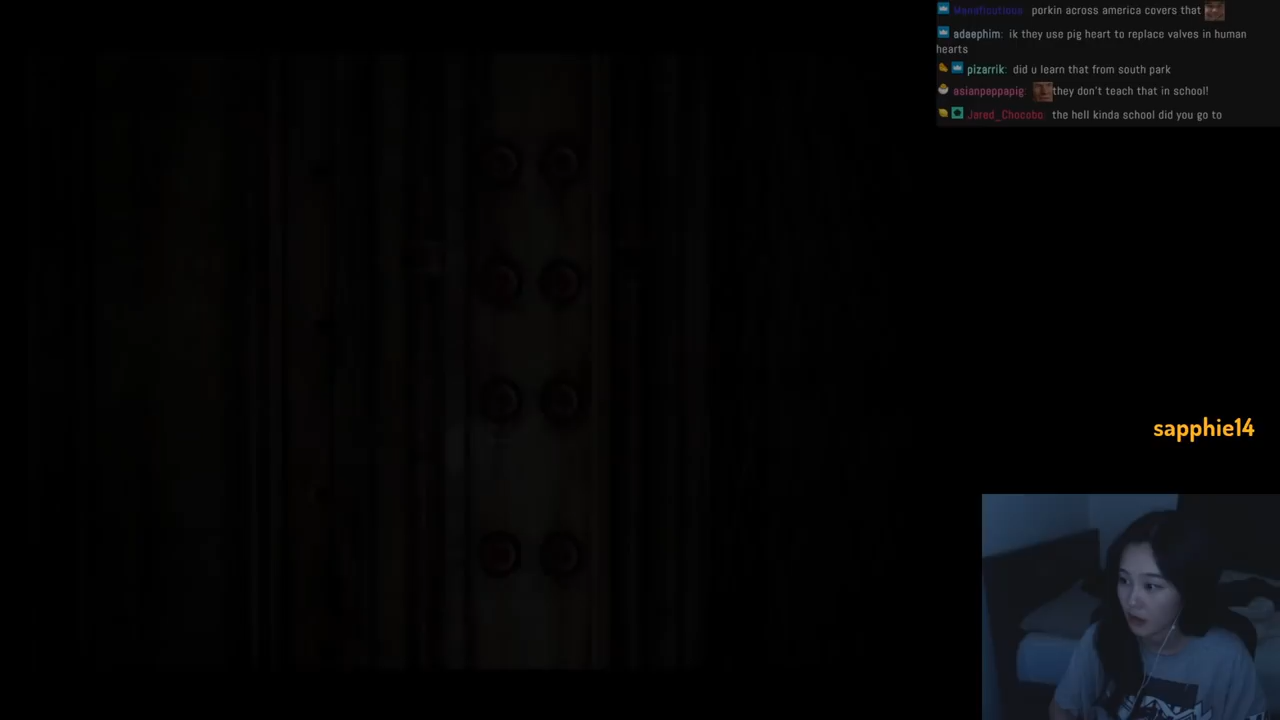 Manaficutioua: porkin across america covers that
adaephim: ik they use pig heart to replace valves in human
hearts
pizarrik: did u learn that from south park
asianpeppapig: they don't teach that in school!
Jared_Chocobo: the hell kinda school did you go to
sapphie14